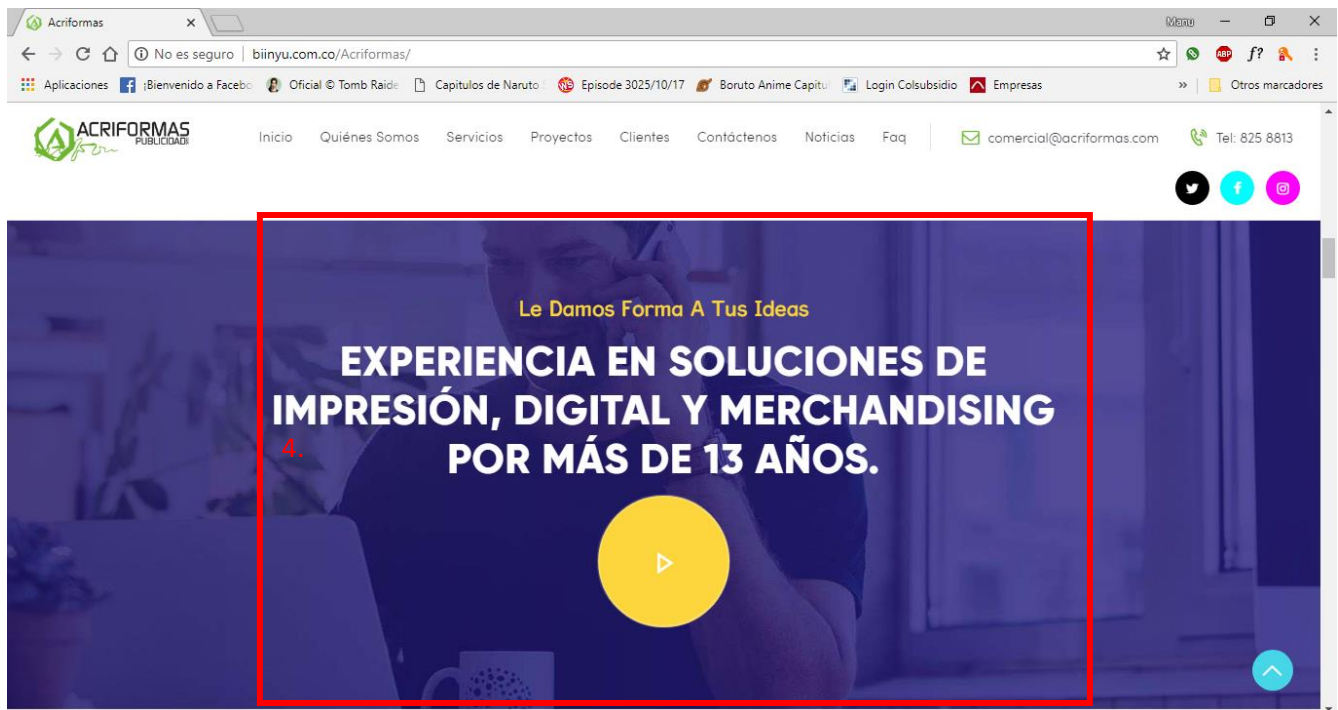 Acriformas
Manu
No es seguro | biinyu.com.co/Acriformas/
ABP
f?
Aplicaciones
¡Bienvenido a Facebo
Oficial © Tomb Raide
Capitulos de Naruto S
Episode 3025/10/17
Boruto Anime Capitu
Login Colsubsidio
Empresas
»
Otros marcadores
ACRIFORMAS
PUBLICIDAD
Inicio
Quiénes Somos
Servicios
Proyectos
Clientes
Contáctenos
Noticias
Faq
comercial@acriformas.com
Tel: 825 8813
Le Damos Forma A Tus Ideas
EXPERIENCIA EN SOLUCIONES DE
IMPRESIÓN, DIGITAL Y MERCHANDISING
4.
POR MÁS DE 13 AÑOS.